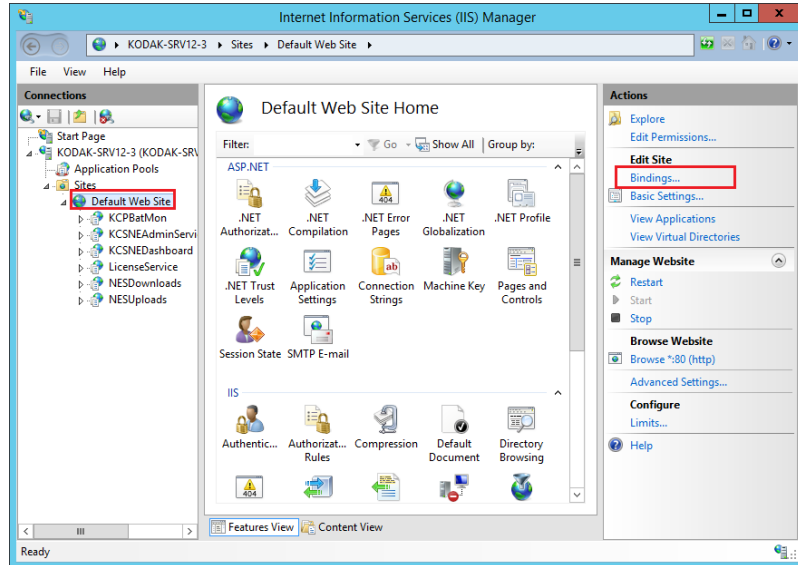 Internet Information Services (IIS) Manager
KODAK-SRV12-3 Sites Default Web Site
File View Help
Connections
Start Page
KODAK-SRV12-3 (KODAK-SRV
Application Pools
Sites
Default Web Site
KCPBatMon
KCSNEAdminServi
KCSNEDashboard
LicenseService
NESDownloads
NESUploads
Default Web Site Home
Filter: Go Show All Group by:
ASP.NET
.NET Authorizat...
.NET Compilation
.NET Error Pages
.NET Globalization
.NET Profile
.NET Trust Levels
Application Settings
Connection Strings
Machine Key
Pages and Controls
Session State
SMTP E-mail
IIS
Authentic...
Authorizat... Rules
Compression
Default Document
Directory Browsing
Features View Content View
Actions
Explore
Edit Permissions...
Edit Site
Bindings...
Basic Settings...
View Applications
View Virtual Directories
Manage Website
Restart
Start
Stop
Browse Website
Browse *:80 (http)
Advanced Settings...
Configure
Limits...
Help
Ready